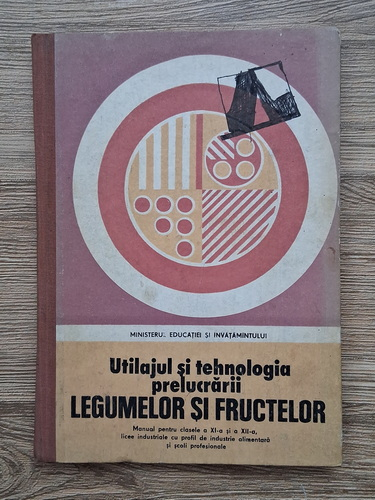 MINISTERUL EDUCAȚIEI ȘI ÎNVĂȚĂMÎNTULUI
Utilajul și tehnologia
prelucrării
LEGUMELOR ȘI FRUCTELOR
Manual pentru clasele a XI-a și a XII-a,
licee industriale cu profil de industrie alimentară
și școli profesionale